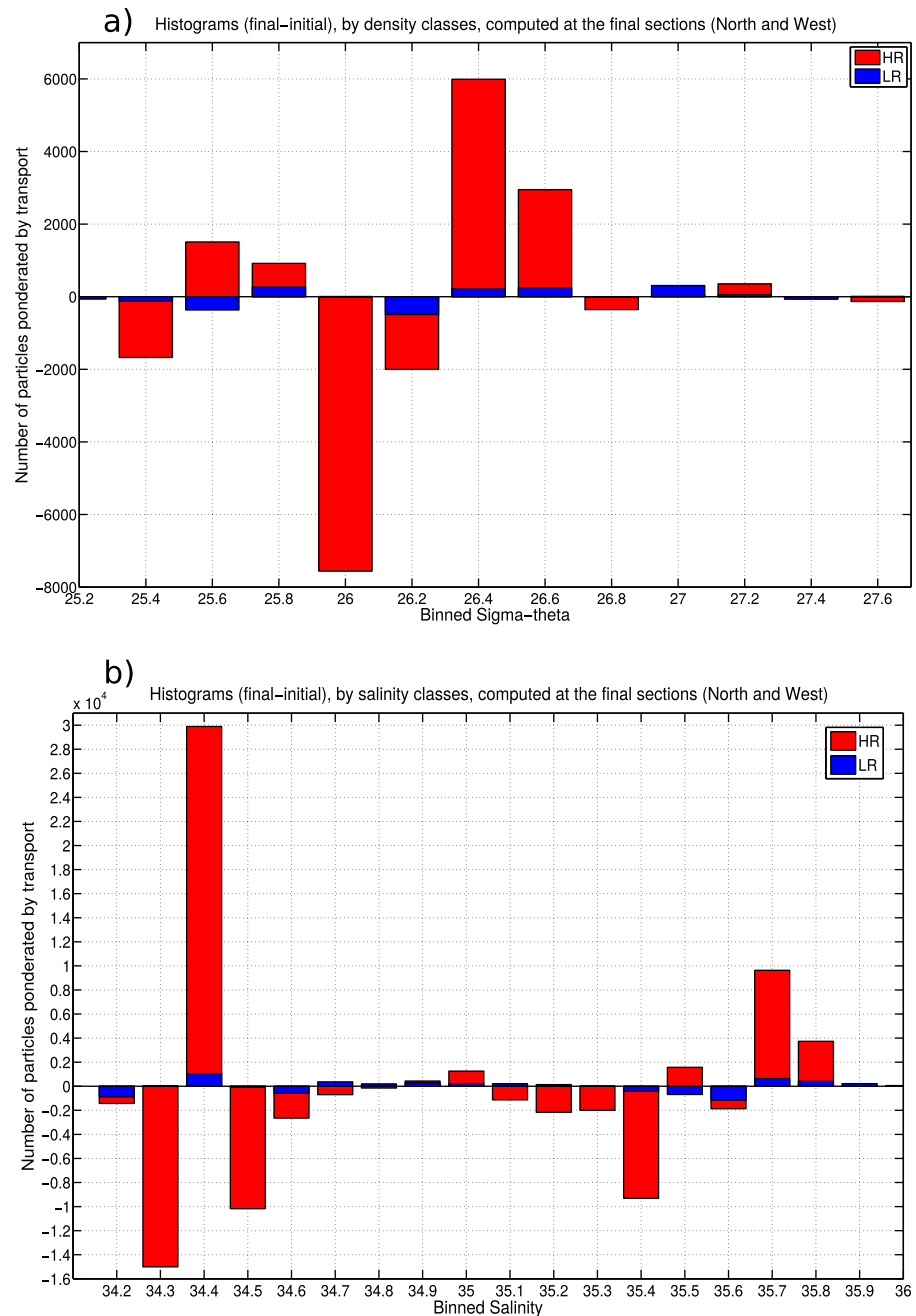 a)
Histograms (final−initial), by density classes, computed at the final sections (North and West)
HR
LR
Number of particles ponderated by transport
6000
4000
2000
0
−2000
−4000
−6000
−8000
25.2 25.4 25.6 25.8 26 26.2 26.4 26.6 26.8 27 27.2 27.4 27.6
Binned Sigma−theta
b)
x 10^4
Histograms (final−initial), by salinity classes, computed at the final sections (North and West)
HR
LR
Number of particles ponderated by transport
3
2.8
2.6
2.4
2.2
2
1.8
1.6
1.4
1.2
1
0.8
0.6
0.4
0.2
0
−0.2
−0.4
−0.6
−0.8
−1
−1.2
−1.4
−1.6
34.2 34.3 34.4 34.5 34.6 34.7 34.8 34.9 35 35.1 35.2 35.3 35.4 35.5 35.6 35.7 35.8 35.9 36
Binned Salinity